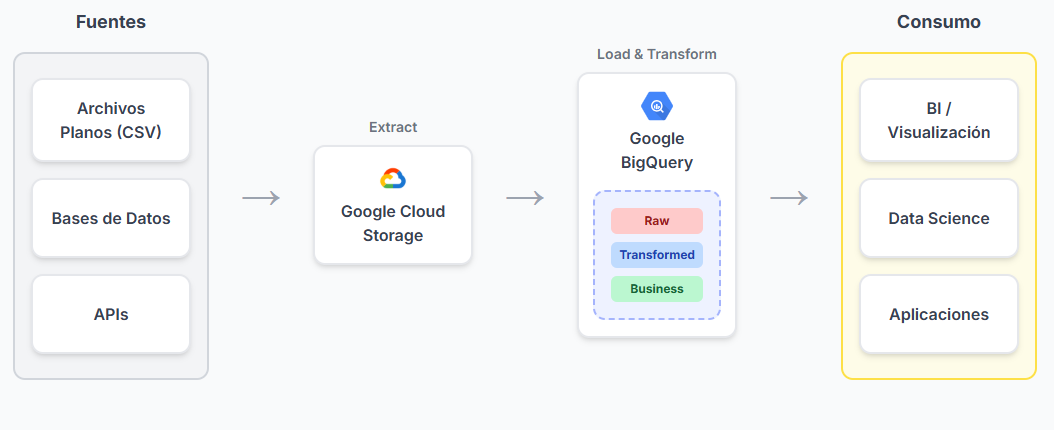 Fuentes
Archivos
Planos (CSV)
Bases de Datos
APIs
Extract
Google Cloud
Storage
Load & Transform
Google
BigQuery
Raw
Transformed
Business
Consumo
BI /
Visualización
Data Science
Aplicaciones